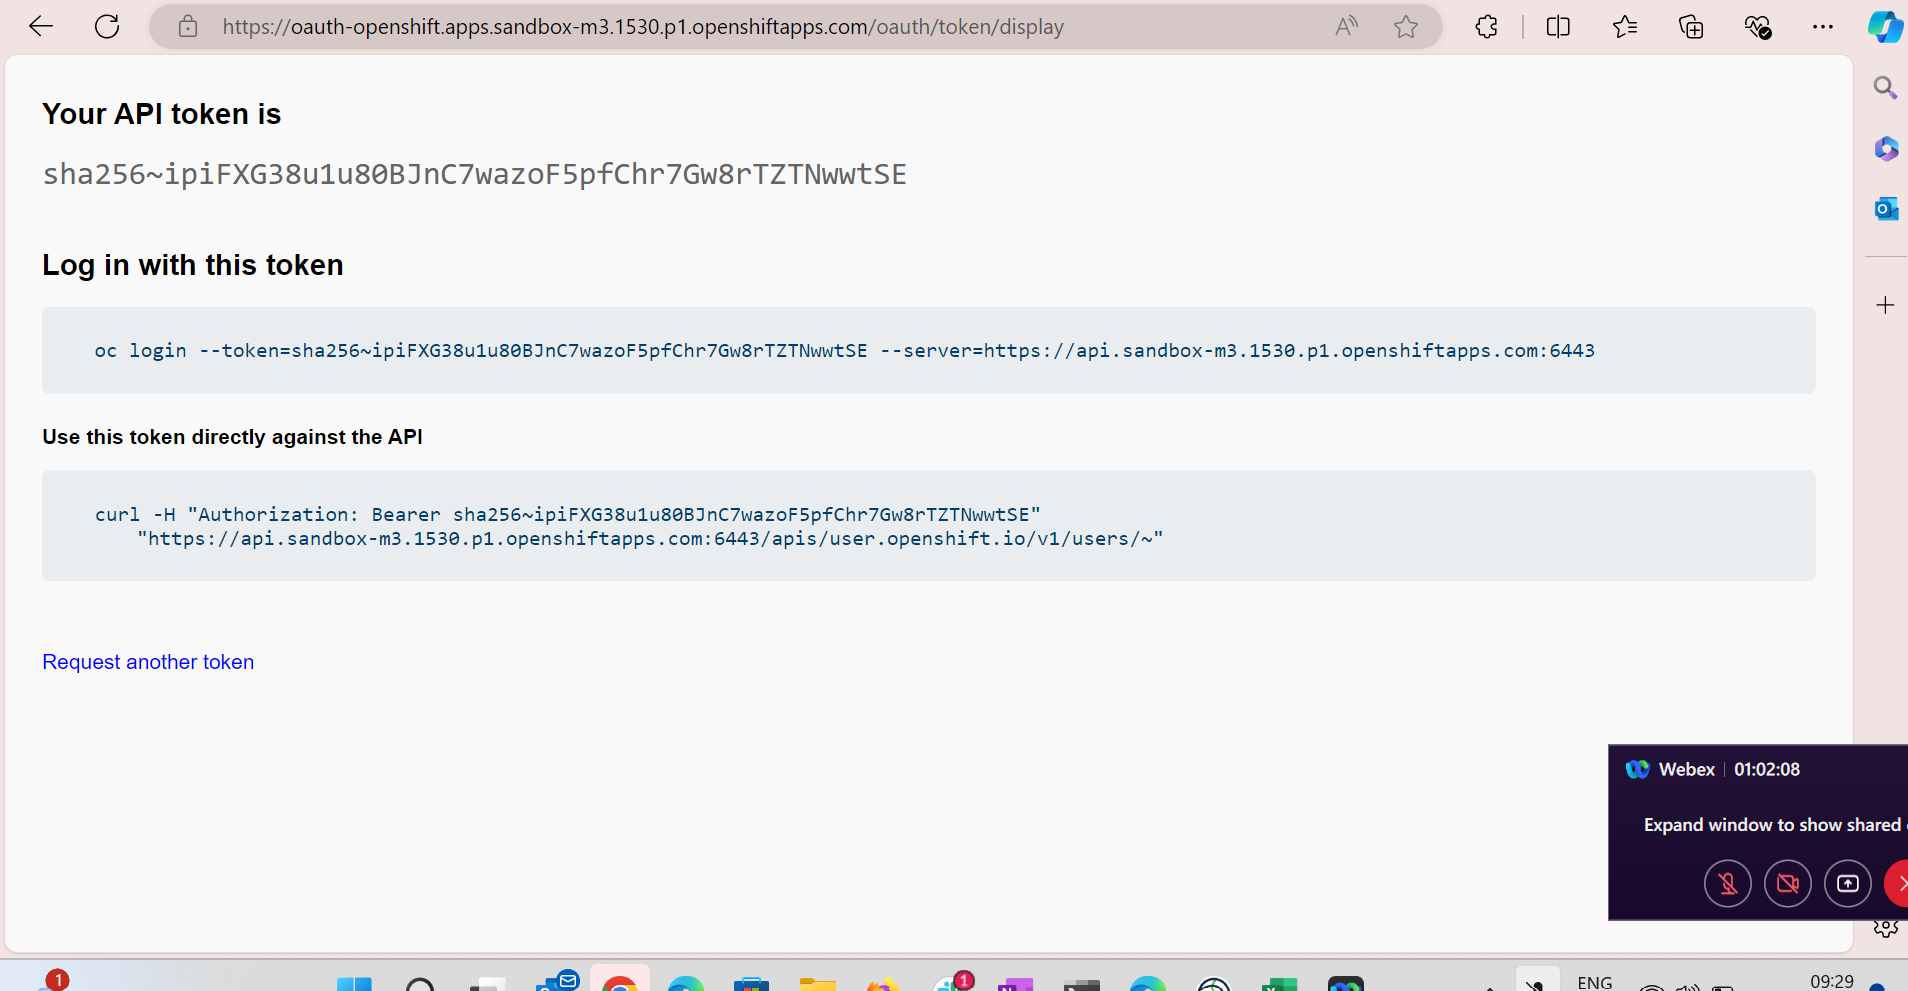 https://oauth-openshift.apps.sandbox-m3.1530.p1.openshiftapps.com/oauth/token/display
Your API token is
sha256~ipiFXG38u1u80BJnC7wazoF5pfChr7Gw8rTZTNwwtSE
Log in with this token
oc login --token=sha256~ipiFXG38u1u80BJnC7wazoF5pfChr7Gw8rTZTNwwtSE --server=https://api.sandbox-m3.1530.p1.openshiftapps.com:6443
Use this token directly against the API
curl -H "Authorization: Bearer sha256~ipiFXG38u1u80BJnC7wazoF5pfChr7Gw8rTZTNwwtSE"
"https://api.sandbox-m3.1530.p1.openshiftapps.com:6443/apis/user.openshift.io/v1/users/~"
Request another token
Webex | 01:02:08
Expand window to show shared
1
1
ENG
09:29